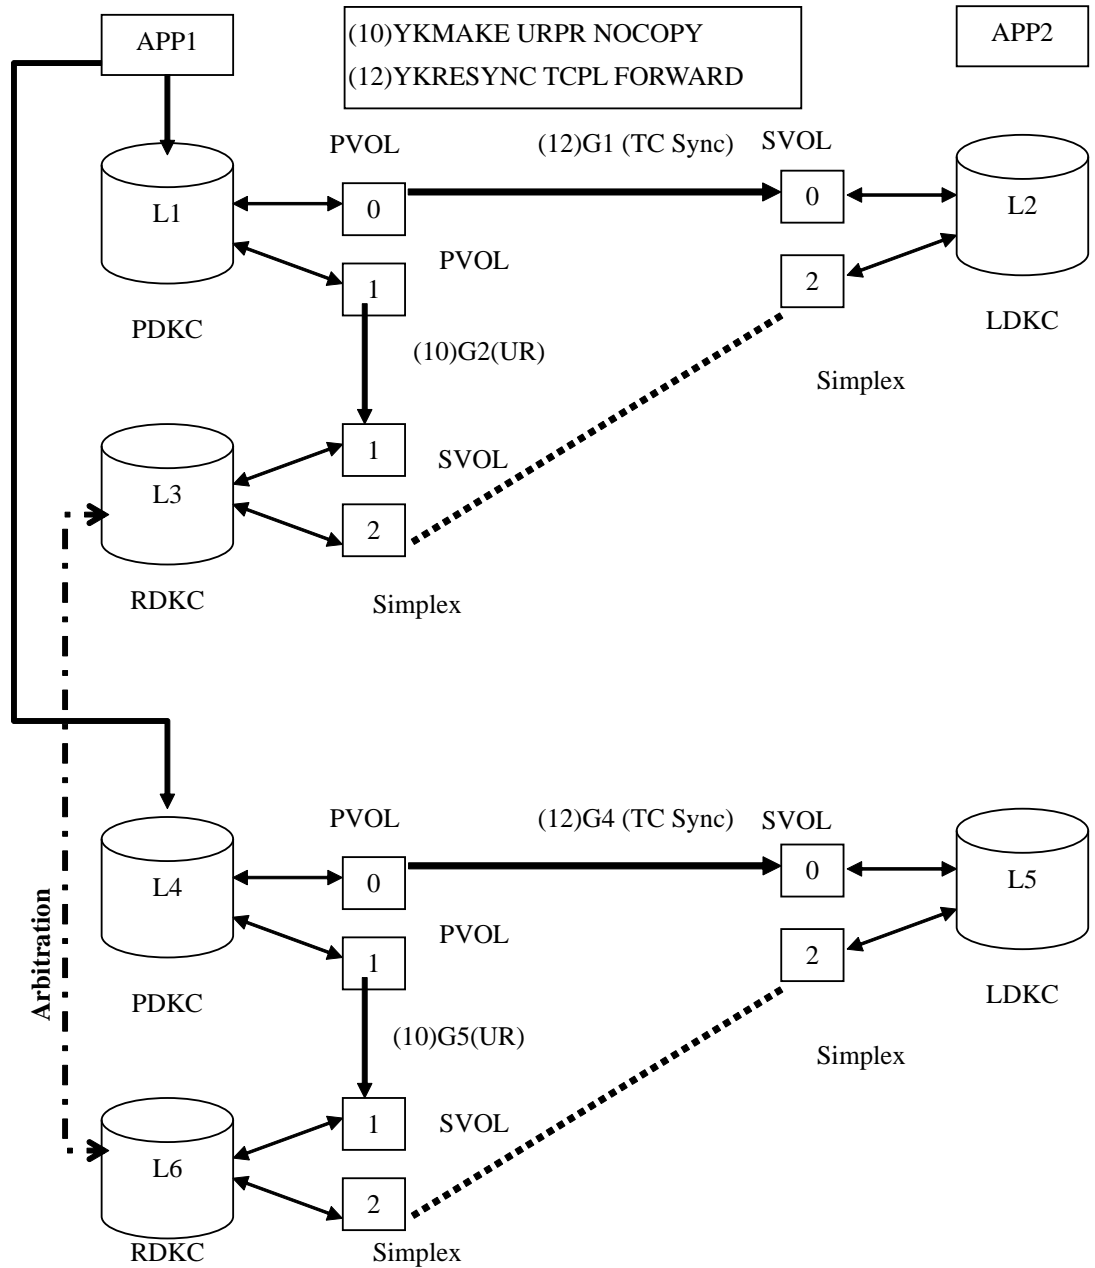 APP1
(10)YKMAKE URPR NOCOPY
(12)YKRESYNC TCPL FORWARD
APP2
PVOL
(12)G1 (TC Sync)
SVOL
L1
0
0
L2
PVOL
1
2
PDKC
LDKC
(10)G2(UR)
Simplex
1
SVOL
L3
2
RDKC
Simplex
PVOL
(12)G4 (TC Sync)
SVOL
L4
0
0
L5
PVOL
1
2
Arbitration
PDKC
LDKC
(10)G5(UR)
Simplex
1
SVOL
L6
2
RDKC
Simplex